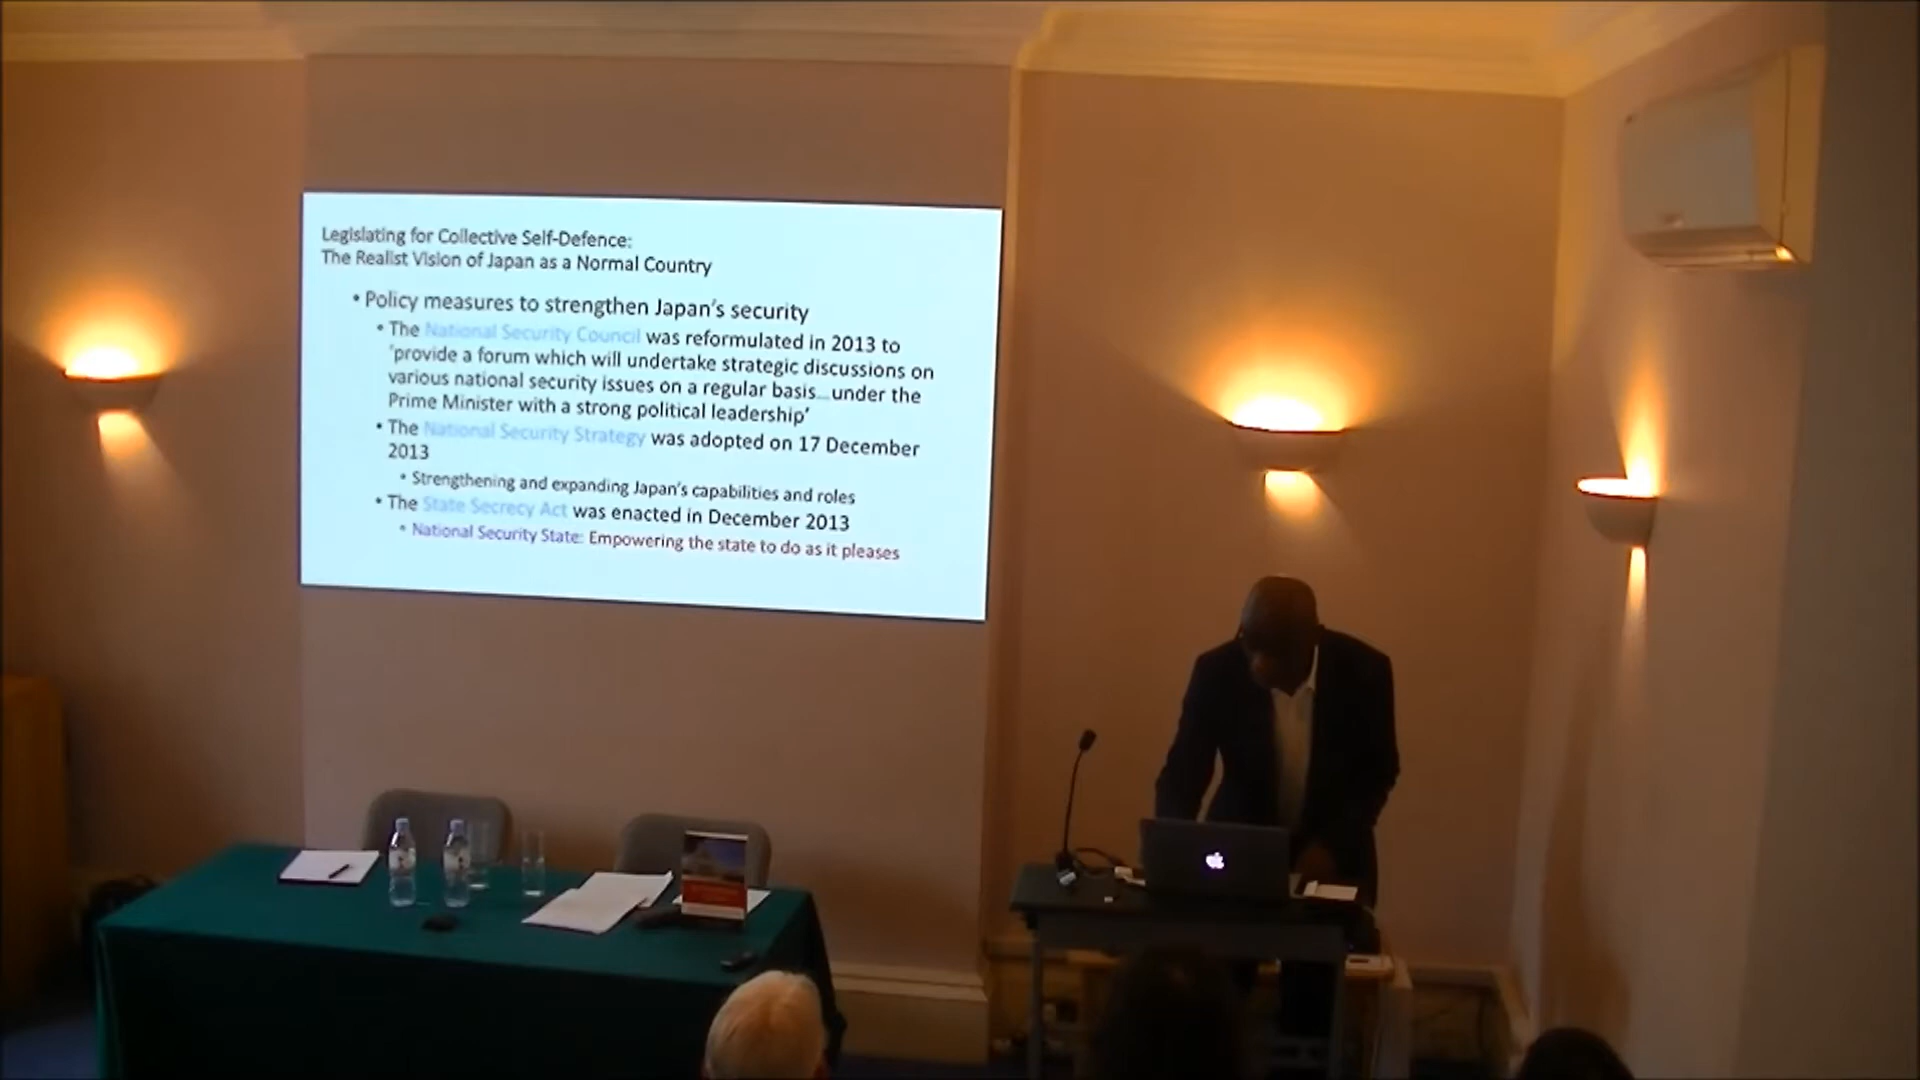 Legislating for Collective Self-Defence:
The Realist Vision of Japan as a Normal Country
• Policy measures to strengthen Japan's security
• The National Security Council was reformulated in 2013 to
'provide a forum which will undertake strategic discussions on
various national security issues on a regular basis...under the
Prime Minister with a strong political leadership'
• The National Security Strategy was adopted on 17 December
2013
• Strengthening and expanding Japan's capabilities and roles
• The State Secrecy Act was enacted in December 2013
• National Security State: Empowering the state to do as it pleases